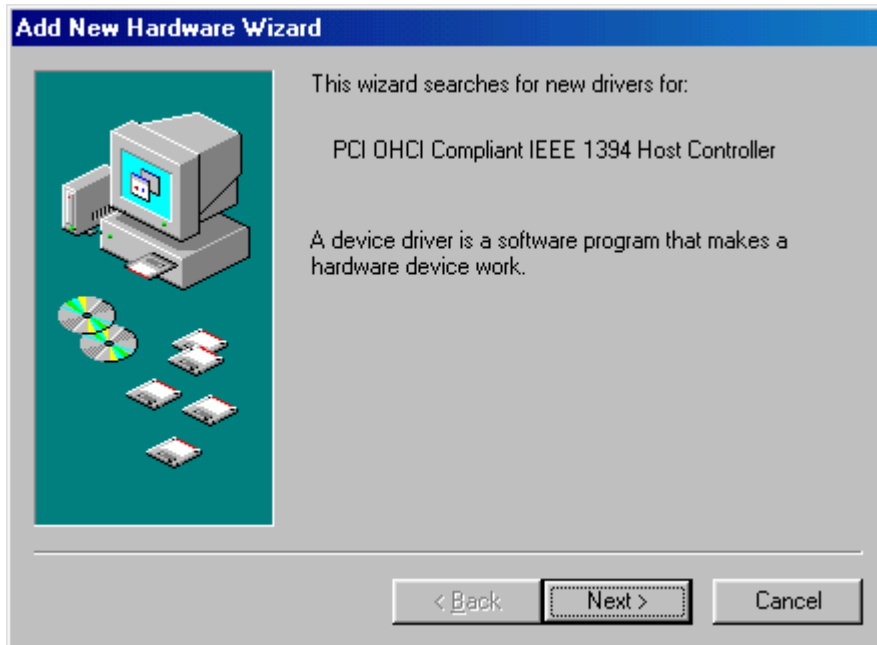 Add New Hardware Wizard
This wizard searches for new drivers for:
PCI OHCI Compliant IEEE 1394 Host Controller
A device driver is a software program that makes a
hardware device work.
< Back
Next >
Cancel